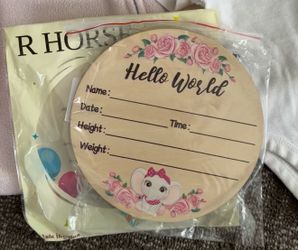 R HORSE
Hello World
Name:
Date:
Height: Time:
Weight: